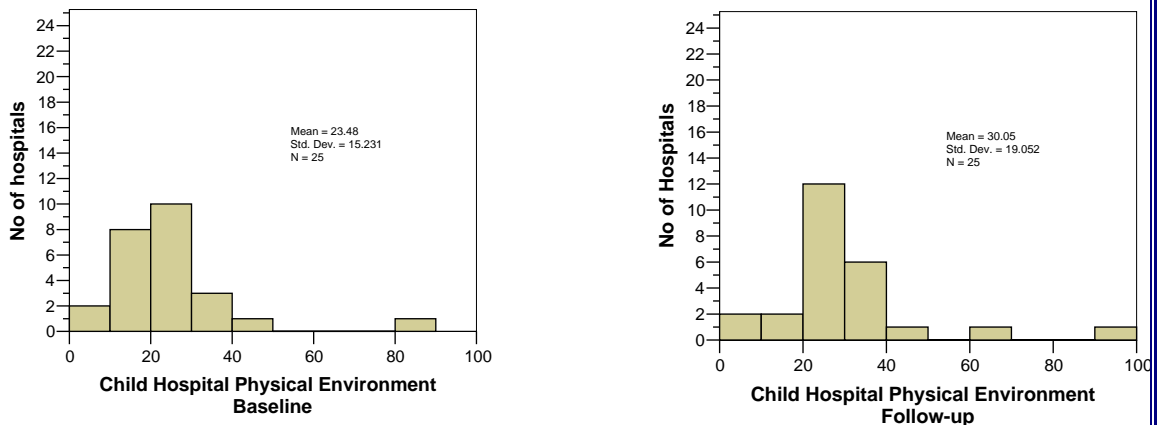 24
22
20
18
16
14
12
10
8
6
4
2
0
No of hospitals
Mean = 23.48
Std. Dev. = 15.231
N = 25
0 20 40 60 80 100
Child Hospital Physical Environment
Baseline
24
22
20
18
16
14
12
10
8
6
4
2
0
No of Hospitals
Mean = 30.05
Std. Dev. = 19.052
N = 25
0 20 40 60 80 100
Child Hospital Physical Environment
Follow-up